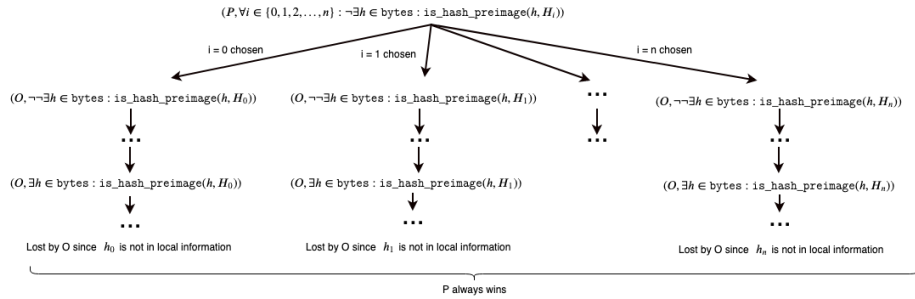 (P, ∀i ∈ {0, 1, 2, …, n} : ¬∃h ∈ bytes : is_hash_preimage(h, H_i))
i = 0 chosen
i = 1 chosen
i = n chosen
(O, ¬¬∃h ∈ bytes : is_hash_preimage(h, H_0))
(O, ¬¬∃h ∈ bytes : is_hash_preimage(h, H_1))
...
(O, ¬¬∃h ∈ bytes : is_hash_preimage(h, H_n))
...
...
...
...
(O, ∃h ∈ bytes : is_hash_preimage(h, H_0))
(O, ∃h ∈ bytes : is_hash_preimage(h, H_1))
(O, ∃h ∈ bytes : is_hash_preimage(h, H_n))
...
...
...
Lost by O since h_0 is not in local information
Lost by O since h_1 is not in local information
Lost by O since h_n is not in local information
P always wins